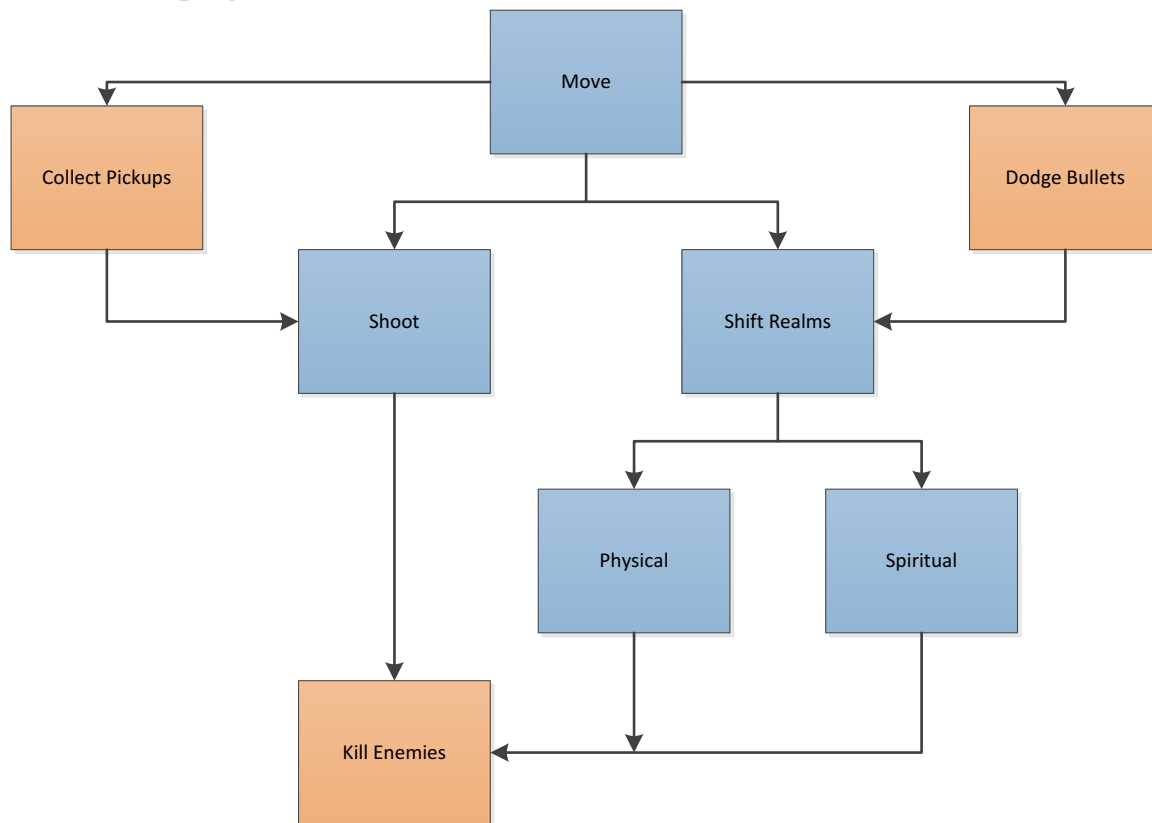 Move
Collect Pickups
Dodge Bullets
Shoot
Shift Realms
Physical
Spiritual
Kill Enemies